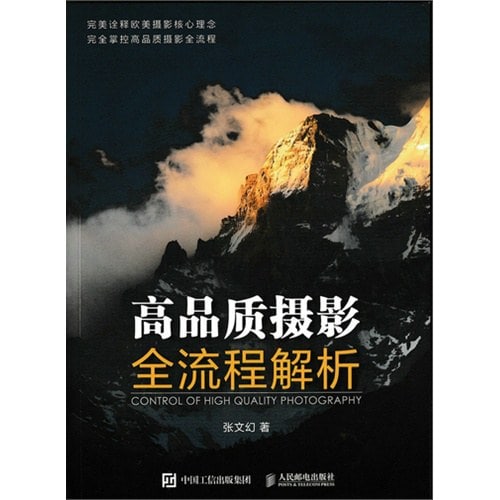 完美诠释欧美摄影核心理念
完全掌控高品质摄影全流程
高品质摄影
全流程解析
CONTROL OF HIGH QUALITY PHOTOGRAPHY
张文幻 著
中国工信出版集团
人民邮电出版社
POSTS & TELECOM PRESS